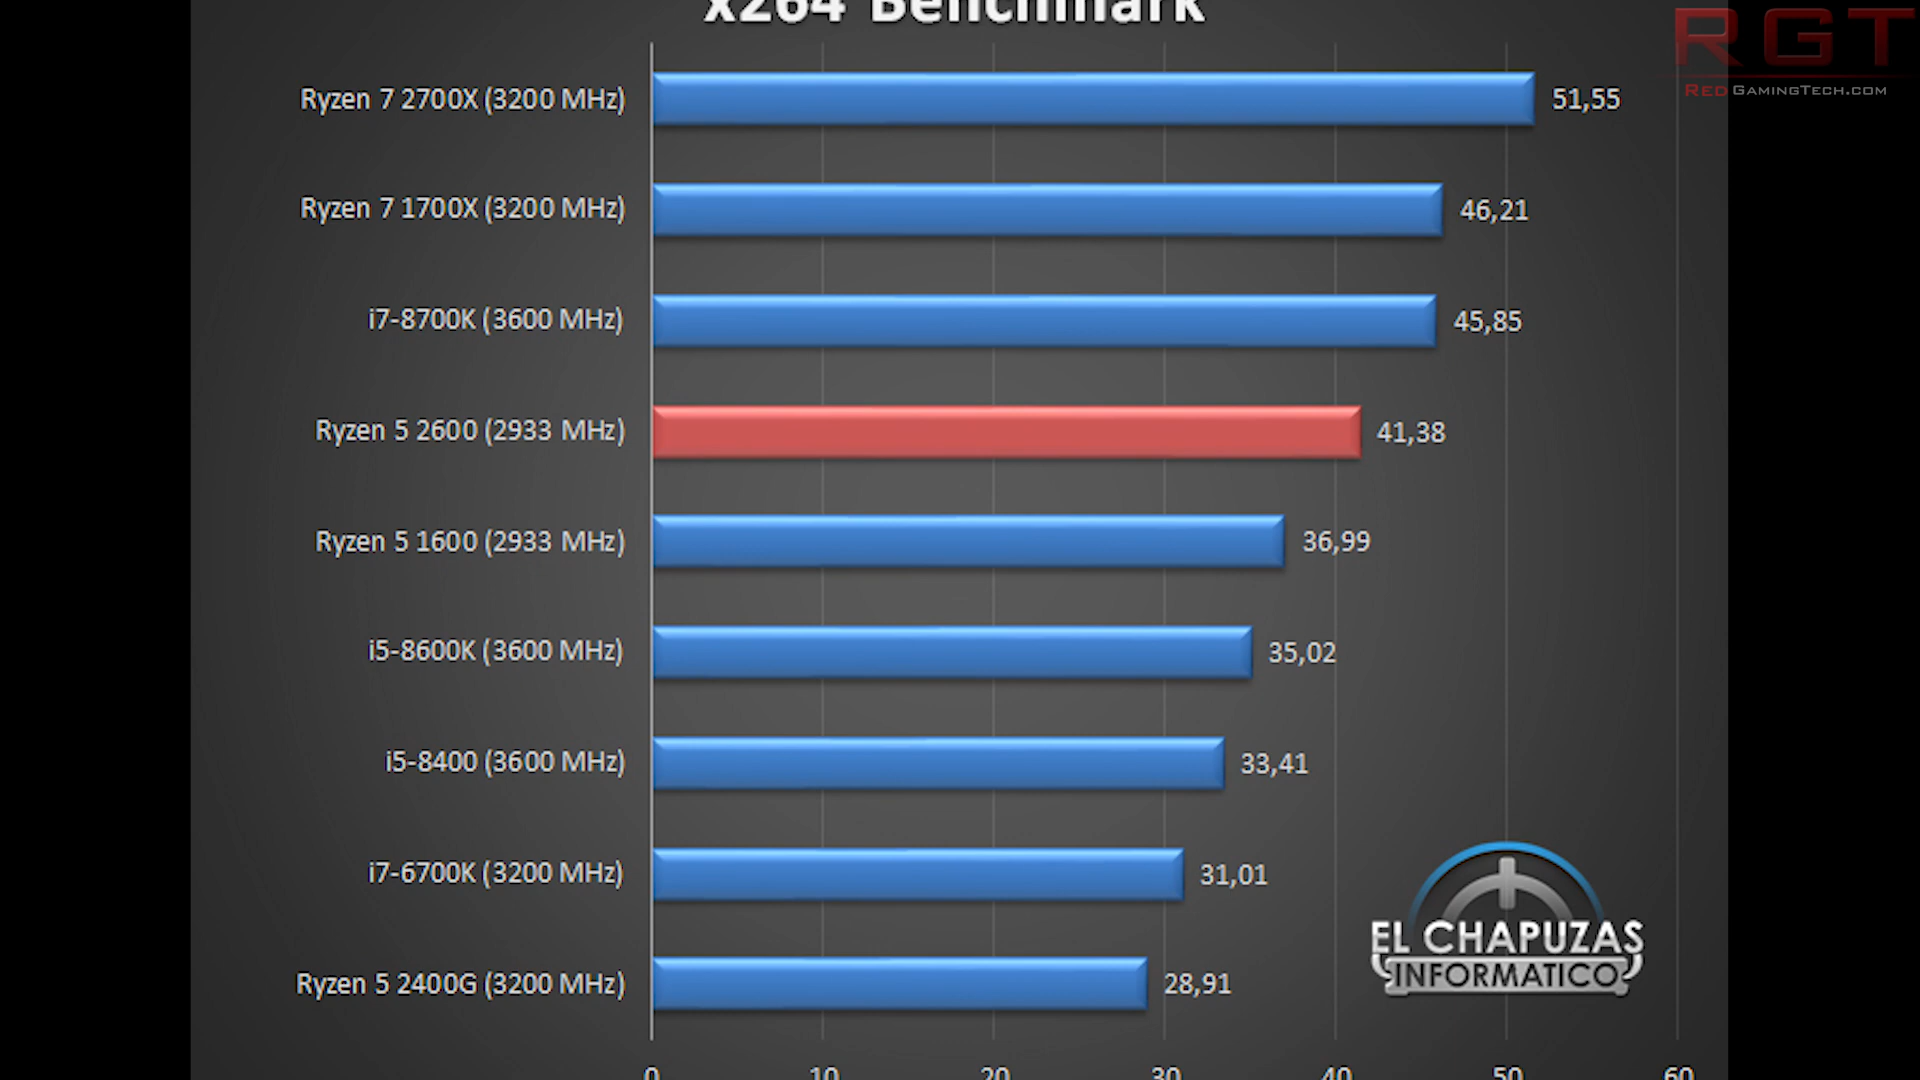 x264 Benchmark
RGT
REDGAMINGTECH.COM
Ryzen 7 2700X (3200 MHz) 51,55
Ryzen 7 1700X (3200 MHz) 46,21
i7-8700K (3600 MHz) 45,85
Ryzen 5 2600 (2933 MHz) 41,38
Ryzen 5 1600 (2933 MHz) 36,99
i5-8600K (3600 MHz) 35,02
i5-8400 (3600 MHz) 33,41
i7-6700K (3200 MHz) 31,01
Ryzen 5 2400G (3200 MHz) 28,91
EL CHAPUZAS
INFORMATICO
0 10 20 30 40 50 60